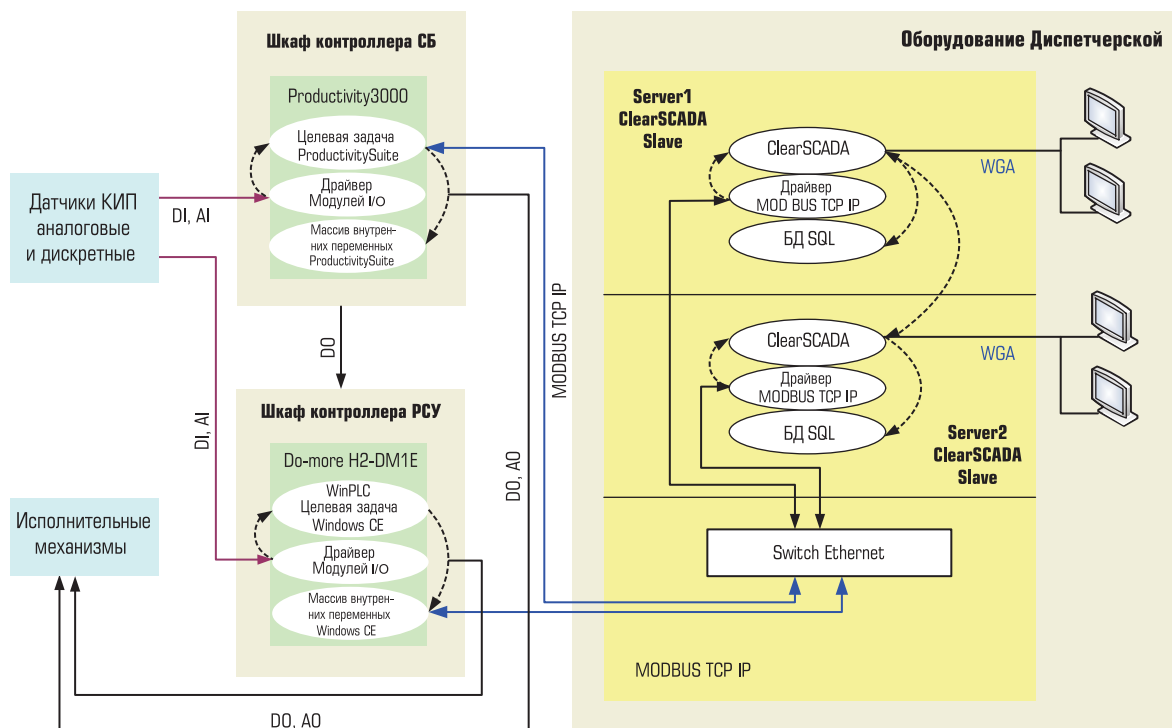 Шкаф контроллера СБ
Productivity3000
Целевая задача
ProductivitySuite
Драйвер
Модулей I/O
Массив внутрен-
них переменных
ProductivitySuite
Датчики КИП
аналоговые
и дискретные
DI, AI
DI, AI
DO
MODBUS TCP IP
DO, AO
Шкаф контроллера РСУ
Do-more H2-DM1E
WinPLC
Целевая задача
Windows CE
Драйвер
Модулей I/O
Массив внутрен-
них переменных
Windows CE
Исполнительные
механизмы
DO, AO
Оборудование Диспетчерской
Server1
ClearSCADA
Slave
ClearSCADA
Драйвер
MOD BUS TCP IP
БД SQL
WGA
ClearSCADA
Драйвер
MODBUS TCP IP
БД SQL
WGA
Server2
ClearSCADA
Slave
Switch Ethernet
MODBUS TCP IP